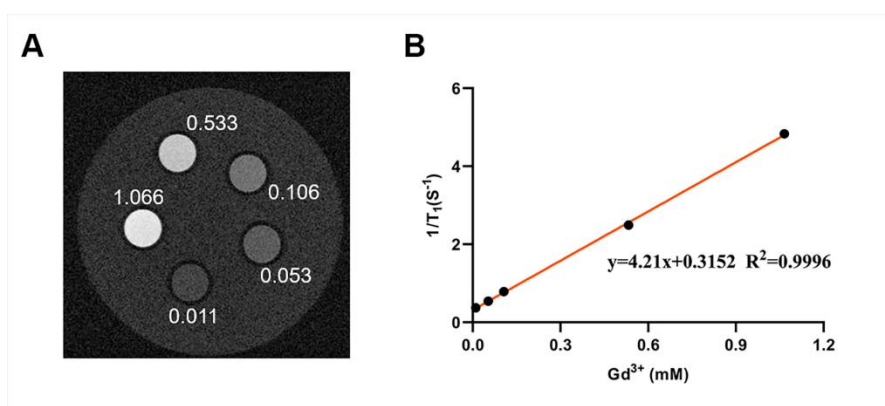 A
0.533
0.106
1.066
0.053
0.011
B
6
4
2
0
1/T₁(S⁻¹)
y=4.21x+0.3152 R²=0.9996
0.0 0.3 0.6 0.9 1.2
Gd³⁺ (mM)